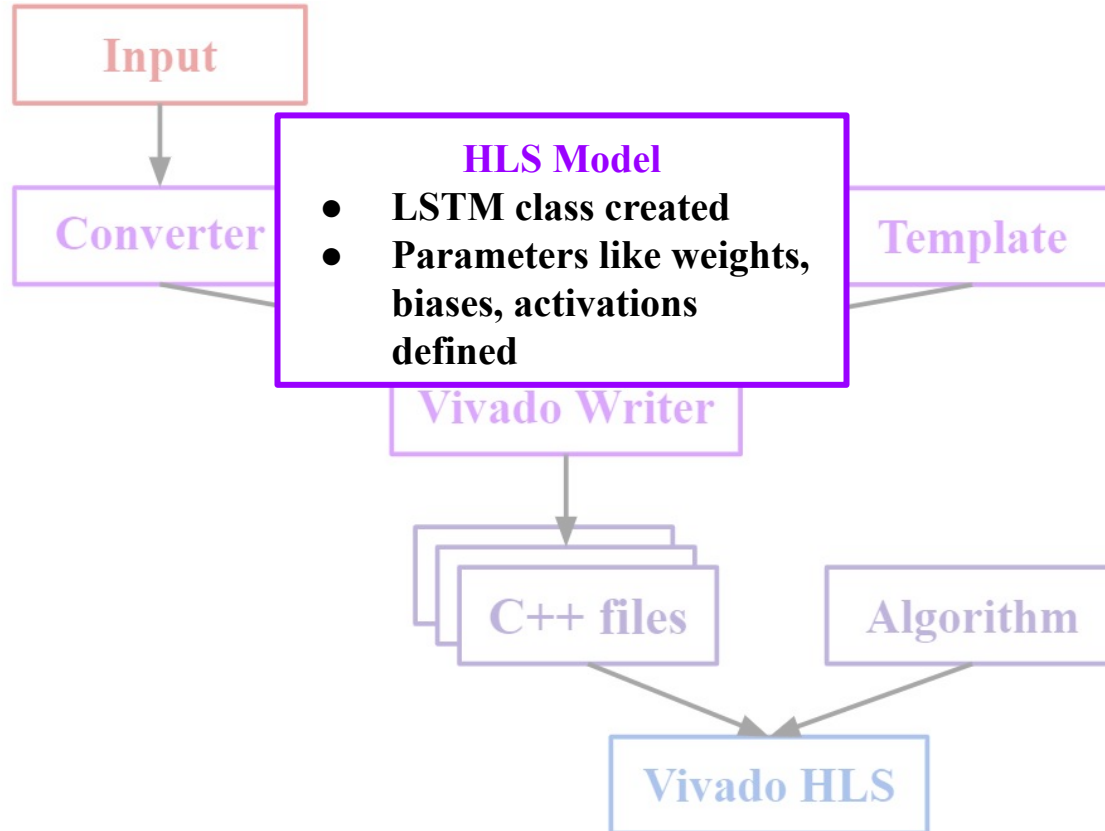 Input
HLS Model
● LSTM class created
● Parameters like weights,
biases, activations
defined
Converter
Template
Vivado Writer
C++ files
Algorithm
Vivado HLS